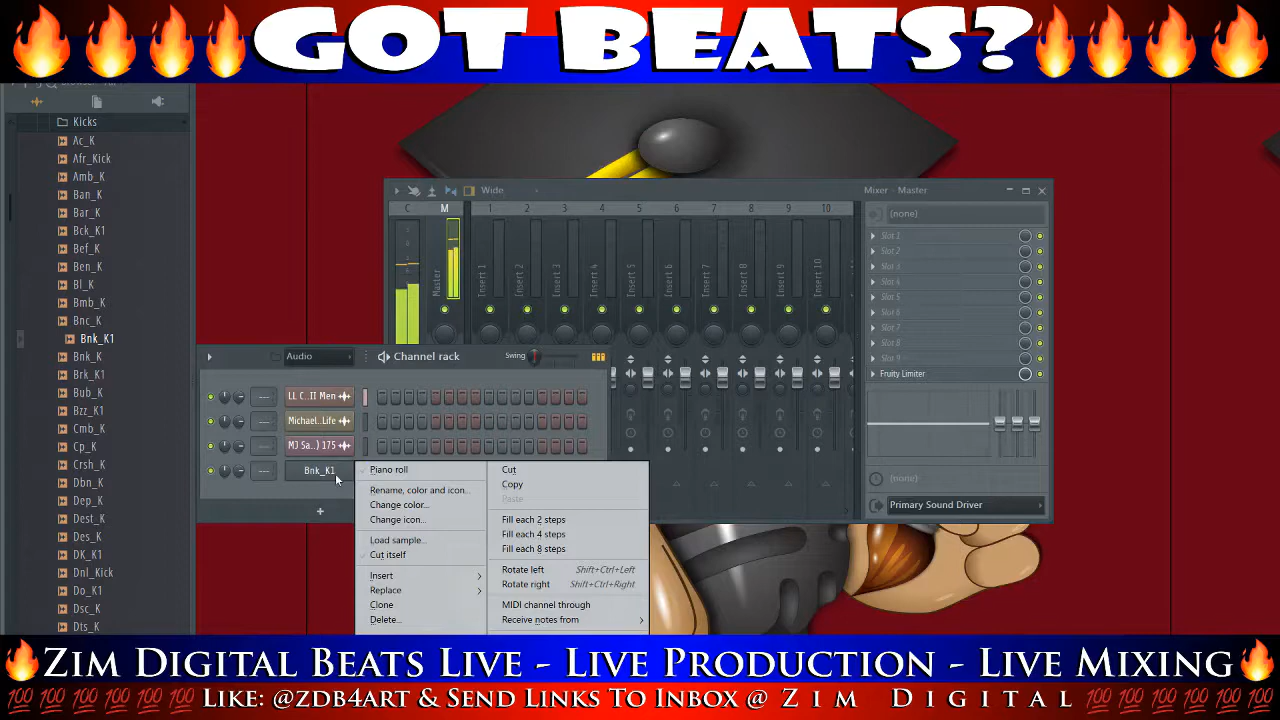 GOT BEATS?
Kicks
Ac_K
Afr_Kick
Amb_K
Ban_K
Bar_K
Bck_K1
Bef_K
Ben_K
Bl_K
Bmb_K
Bnc_K
Bnk_K1
Bnk_K
Brk_K1
Bub_K
Bzz_K1
Cmb_K
Cp_K
Crsh_K
Dbn_K
Dep_K
Dest_K
Des_K
DK_K1
Dnl_Kick
Do_K1
Dsc_K
Dts_K
Wide
Mixer - Master
C M 1 2 3 4 5 6 7 8 9 10
Master
Insert 1
Insert 2
Insert 3
Insert 4
Insert 5
Insert 6
Insert 7
Insert 8
Insert 9
Insert 10
(none)
Slot 1
Slot 2
Slot 3
Slot 4
Slot 5
Slot 6
Slot 7
Slot 8
Slot 9
Fruity Limiter
(none)
Primary Sound Driver
Audio
Channel rack
Swing
LL C..II Men
Michael..Life
MJ Sa..) 175
Bnk_K1
Piano roll
Rename, color and icon...
Change color...
Change icon...
Load sample...
Cut itself
Insert
Replace
Clone
Delete...
Cut
Copy
Paste
Fill each 2 steps
Fill each 4 steps
Fill each 8 steps
Rotate left Shift+Ctrl+Left
Rotate right Shift+Ctrl+Right
MIDI channel through
Receive notes from
Zim Digital Beats Live - Live Production - Live Mixing
Like: @zdb4art & Send Links To Inbox @ Zim Digital